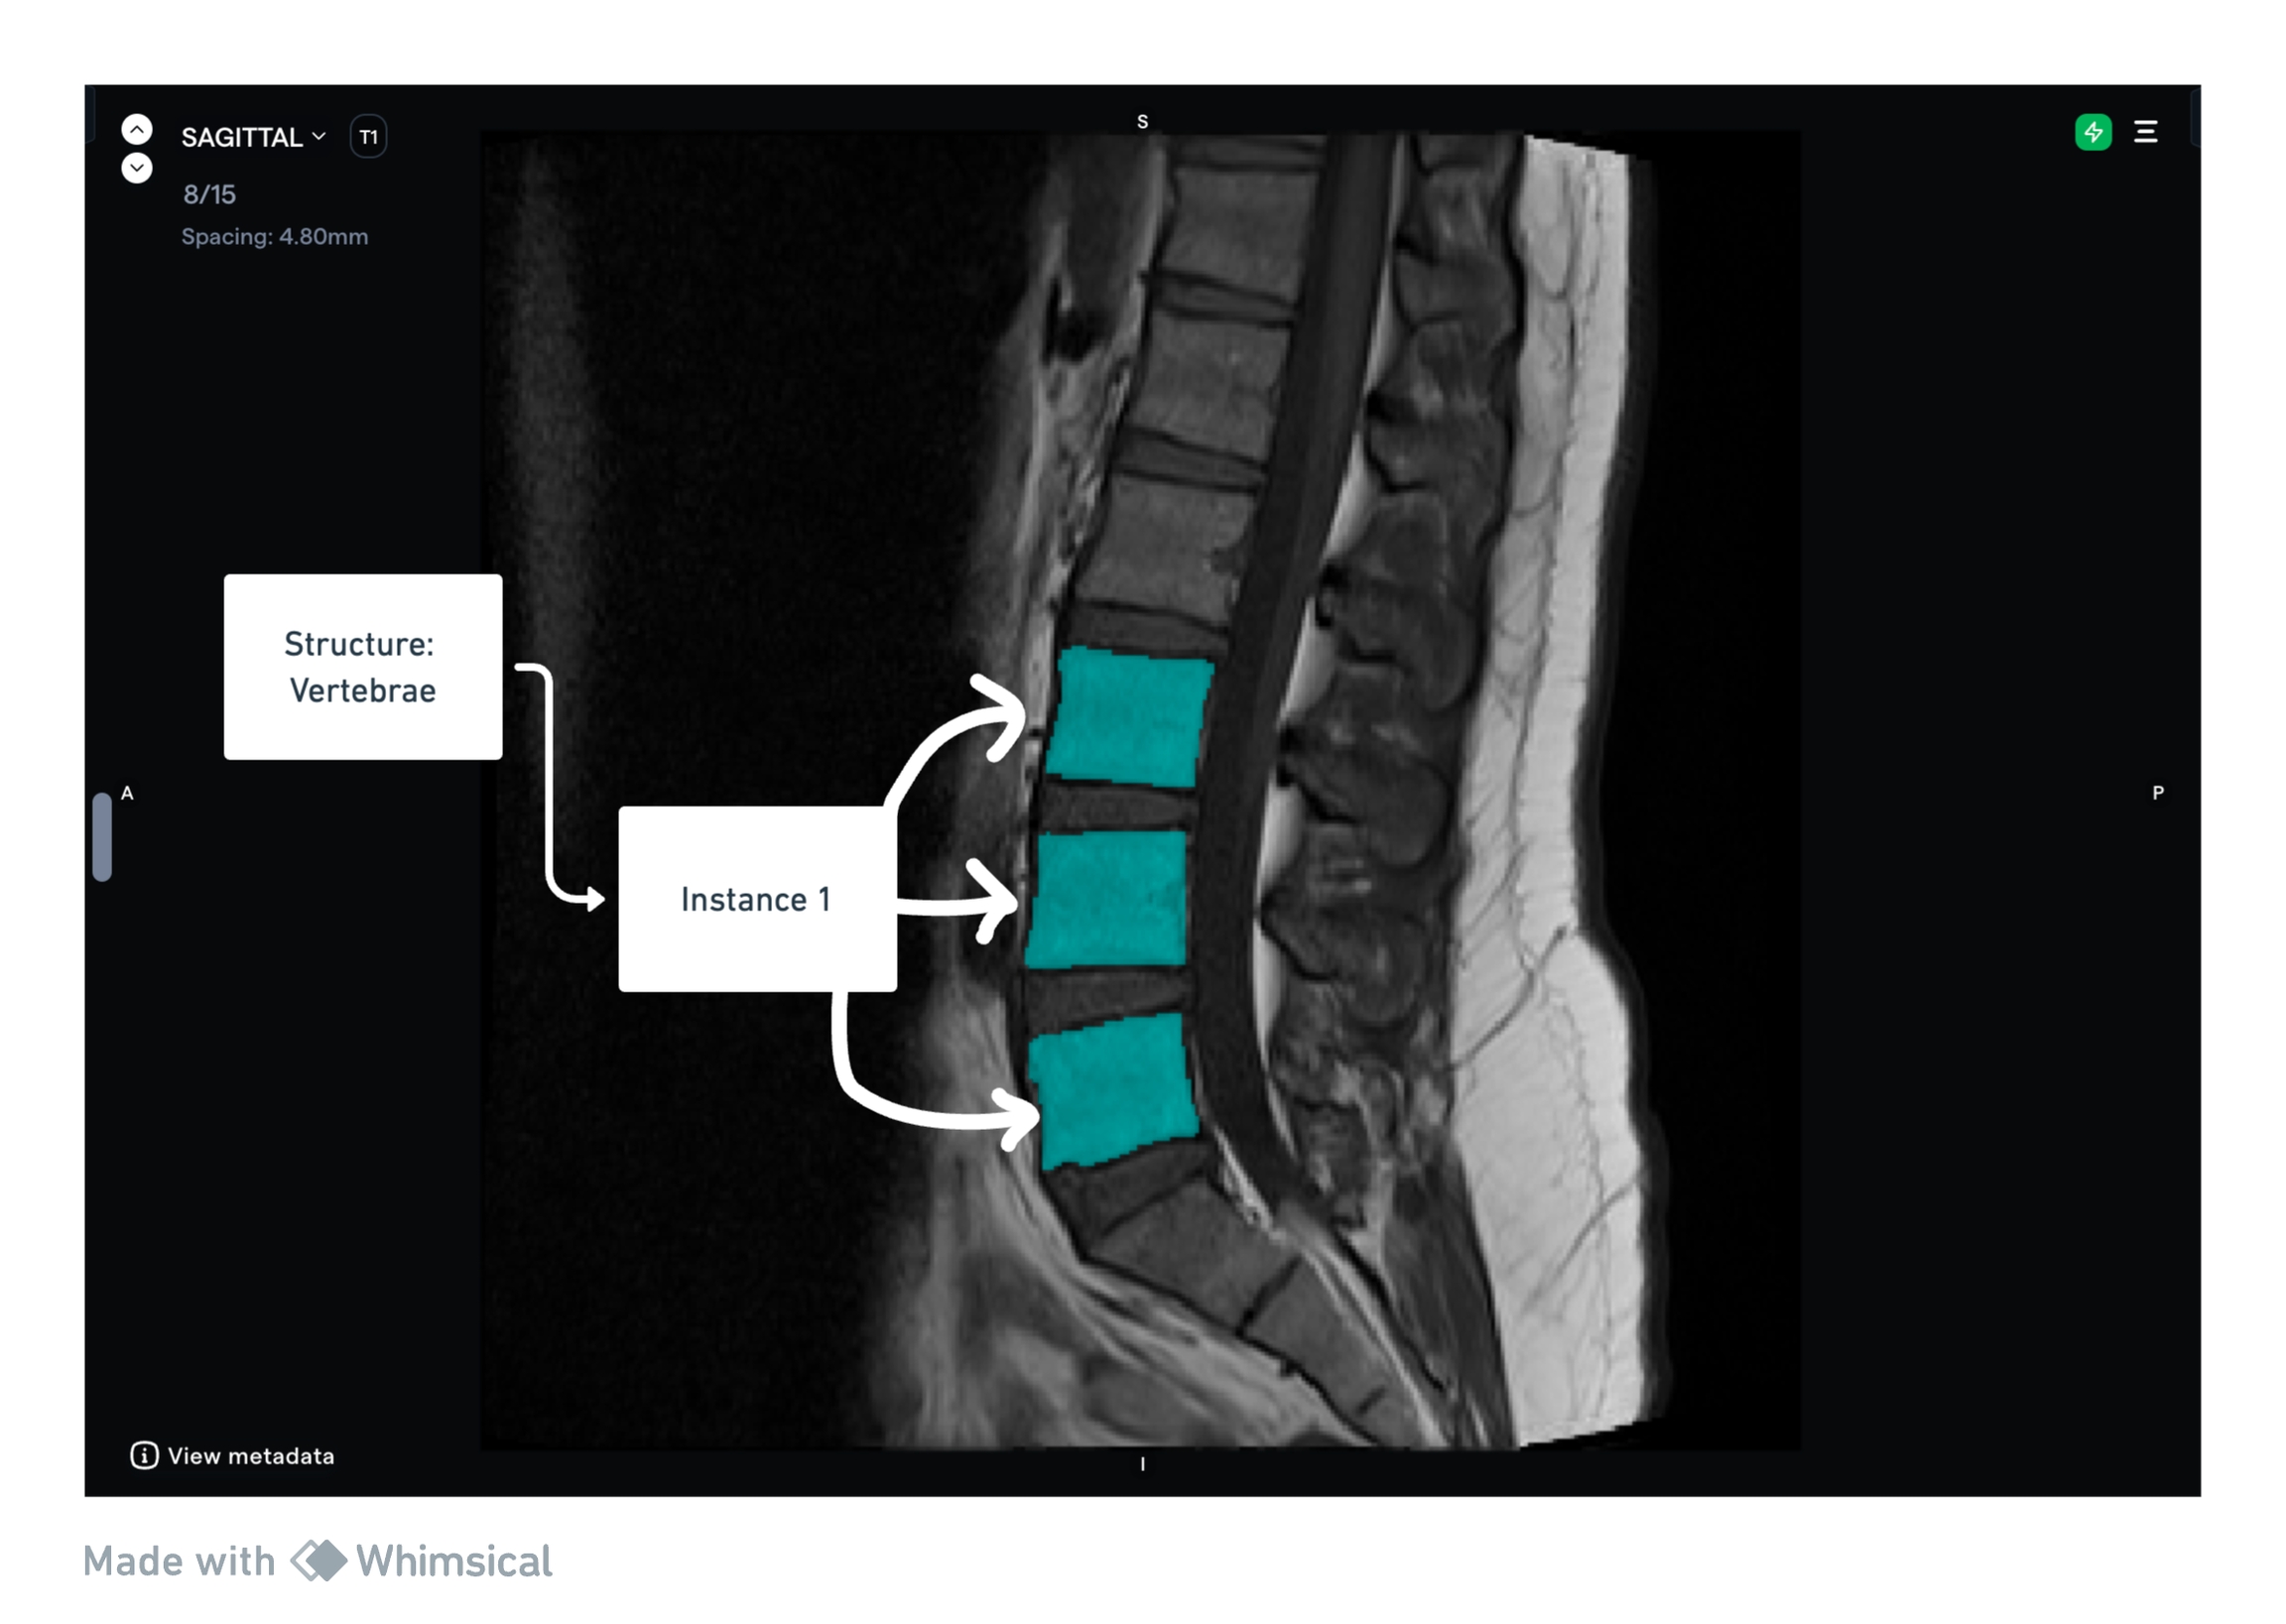 S
SAGITTAL T1
8/15
Spacing: 4.80mm
Structure:
Vertebrae
A
P
Instance 1
View metadata
I
Made with Whimsical